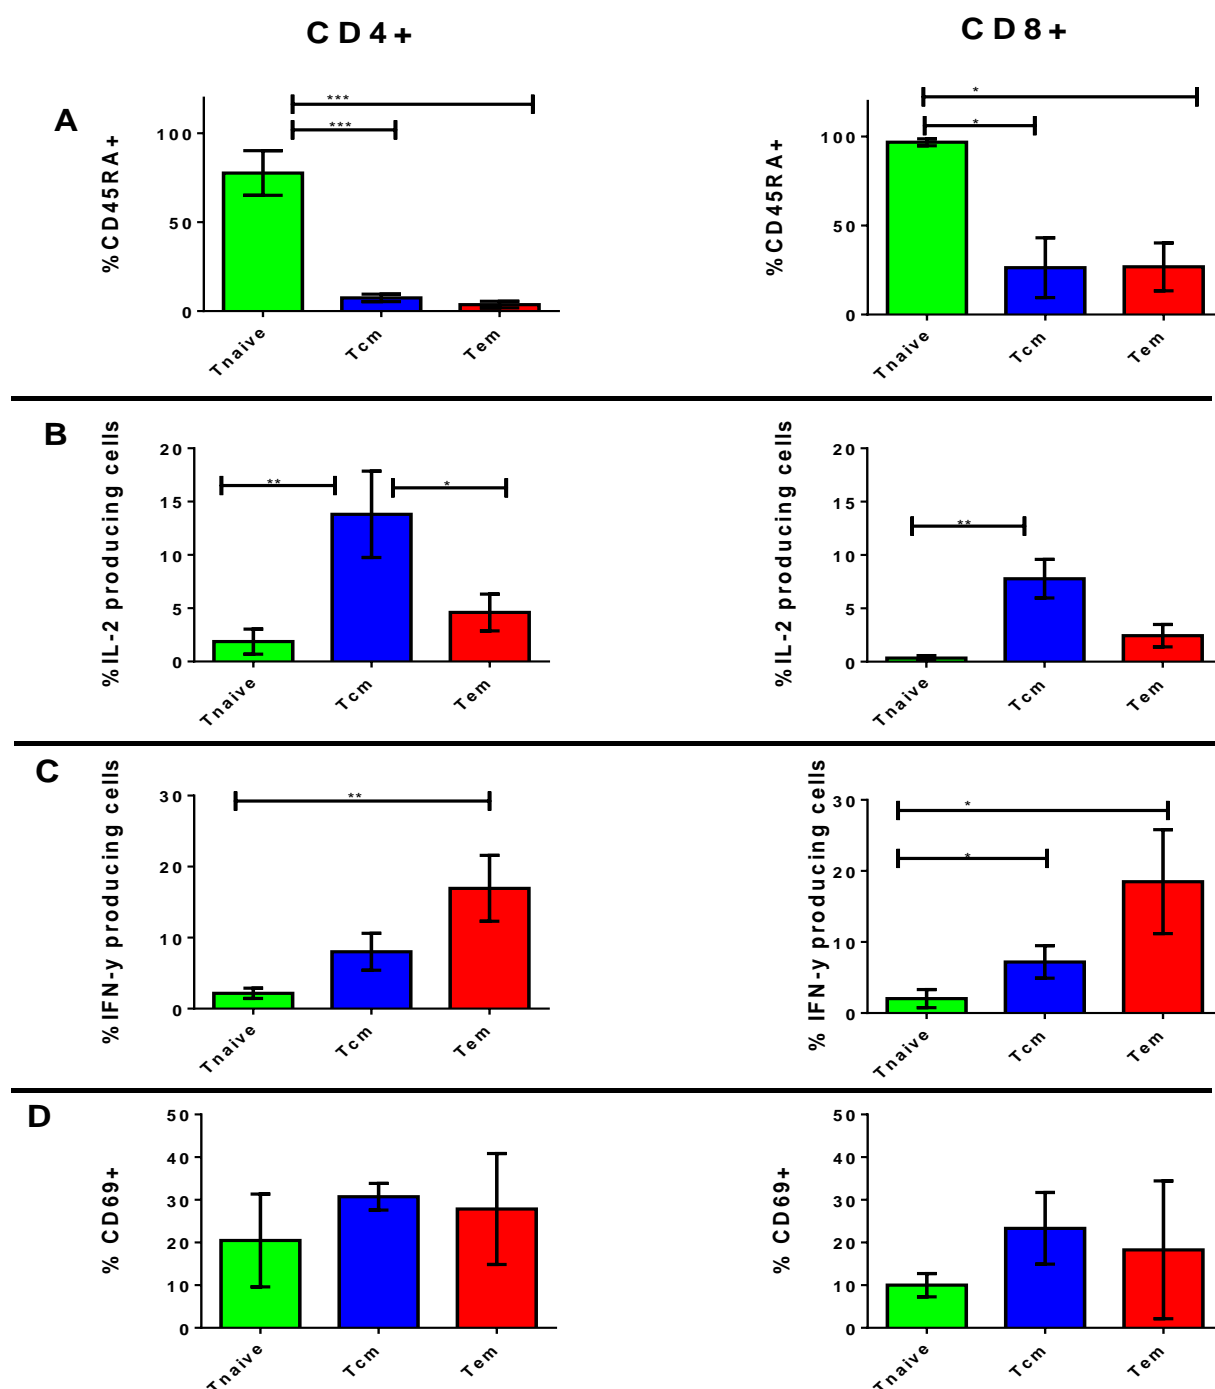 CD4+
CD8+
A
%CD45RA+
100
50
0
***
***
Tnaive
Tcm
Tem
%CD45RA+
100
50
0
*
*
Tnaive
Tcm
Tem
B
%IL-2 producing cells
20
15
10
5
0
**
*
Tnaive
Tcm
Tem
%IL-2 producing cells
20
15
10
5
0
**
Tnaive
Tcm
Tem
C
%IFN-y producing cells
30
20
10
0
**
Tnaive
Tcm
Tem
% IFN-y producing cells
30
20
10
0
*
*
Tnaive
Tcm
Tem
D
% CD69+
50
40
30
20
10
0
Tnaive
Tcm
Tem
% CD69+
50
40
30
20
10
0
Tnaive
Tcm
Tem